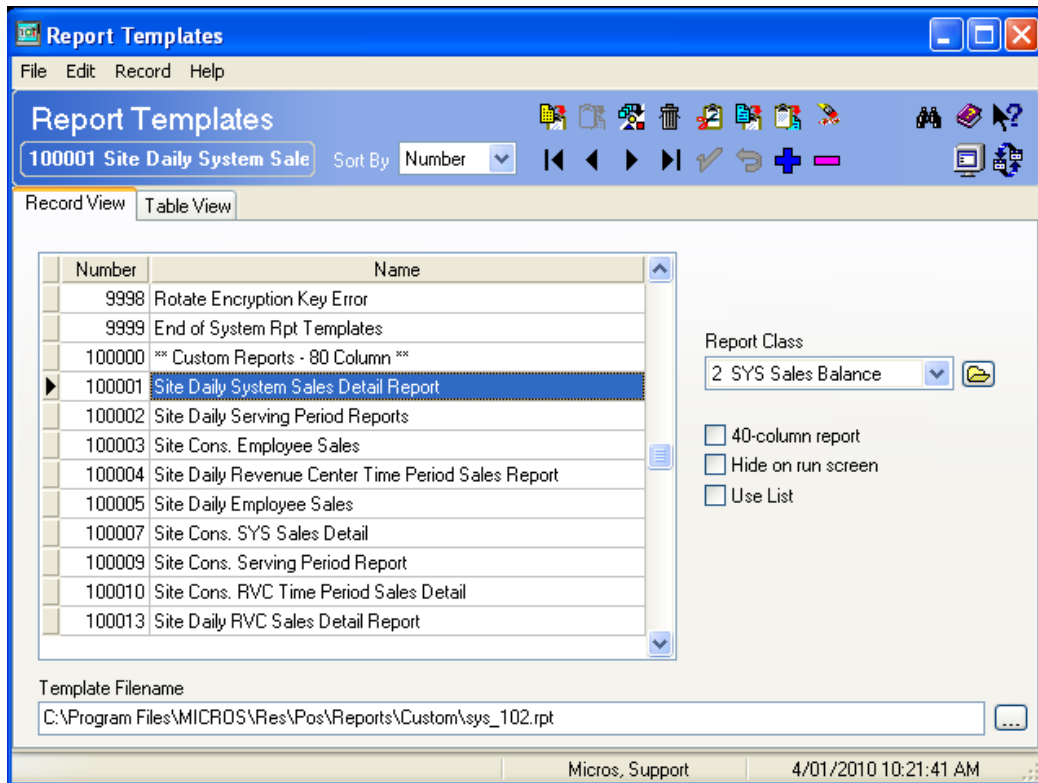 Report Templates
File Edit Record Help
Report Templates
100001 Site Daily System Sale Sort By Number
Record View Table View
Number Name
9998 Rotate Encryption Key Error
9999 End of System Rpt Templates
100000 ** Custom Reports - 80 Column **
100001 Site Daily System Sales Detail Report
100002 Site Daily Serving Period Reports
100003 Site Cons. Employee Sales
100004 Site Daily Revenue Center Time Period Sales Report
100005 Site Daily Employee Sales
100007 Site Cons. SYS Sales Detail
100009 Site Cons. Serving Period Report
100010 Site Cons. RVC Time Period Sales Detail
100013 Site Daily RVC Sales Detail Report
Report Class
2 SYS Sales Balance
40-column report
Hide on run screen
Use List
Template Filename
C:\Program Files\MICROS\Res\Pos\Reports\Custom\sys_102.rpt
...
Micros, Support 4/01/2010 10:21:41 AM